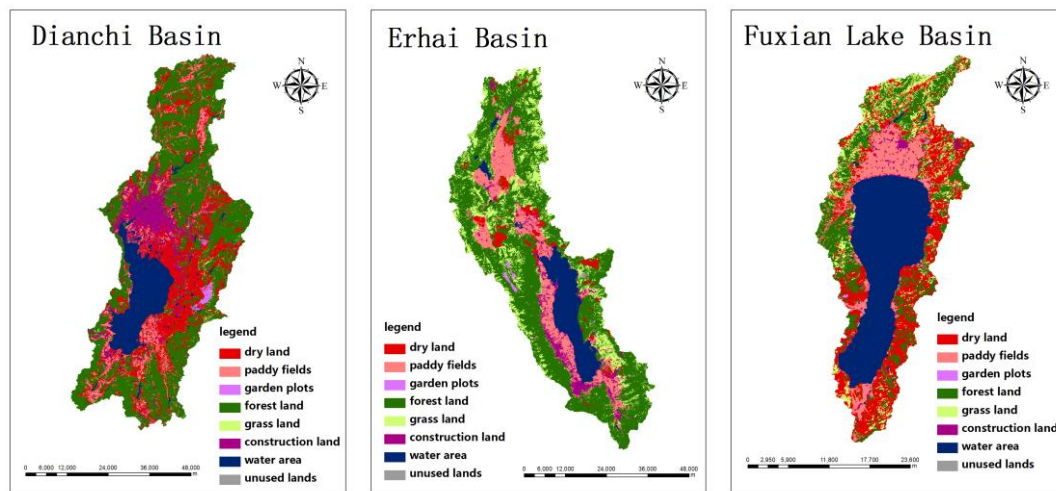 Dianchi Basin
N
W E
S
legend
dry land
paddy fields
garden plots
forest land
grass land
construction land
water area
unused lands
0 6,000 12,000 24,000 36,000 48,000
m
Erhai Basin
N
W E
S
legend
dry land
paddy fields
garden plots
forest land
grass land
construction land
water area
unused lands
0 6,000 12,000 24,000 36,000 48,000
m
Fuxian Lake Basin
N
W E
S
legend
dry land
paddy fields
garden plots
forest land
grass land
construction land
water area
unused lands
0 2,950 5,900 11,800 17,700 23,600
m